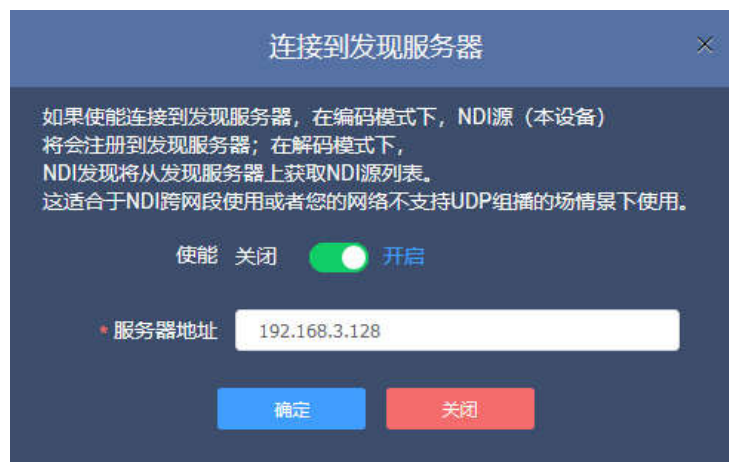 连接到发现服务器
如果使能连接到发现服务器，在编码模式下，NDI源（本设备）
将会注册到发现服务器；在解码模式下，
NDI发现将从发现服务器上获取NDI源列表。
这适合于NDI跨网段使用或者您的网络不支持UDP组播的场情景下使用。
使能 关闭 开启
* 服务器地址 192.168.3.128
确定 关闭